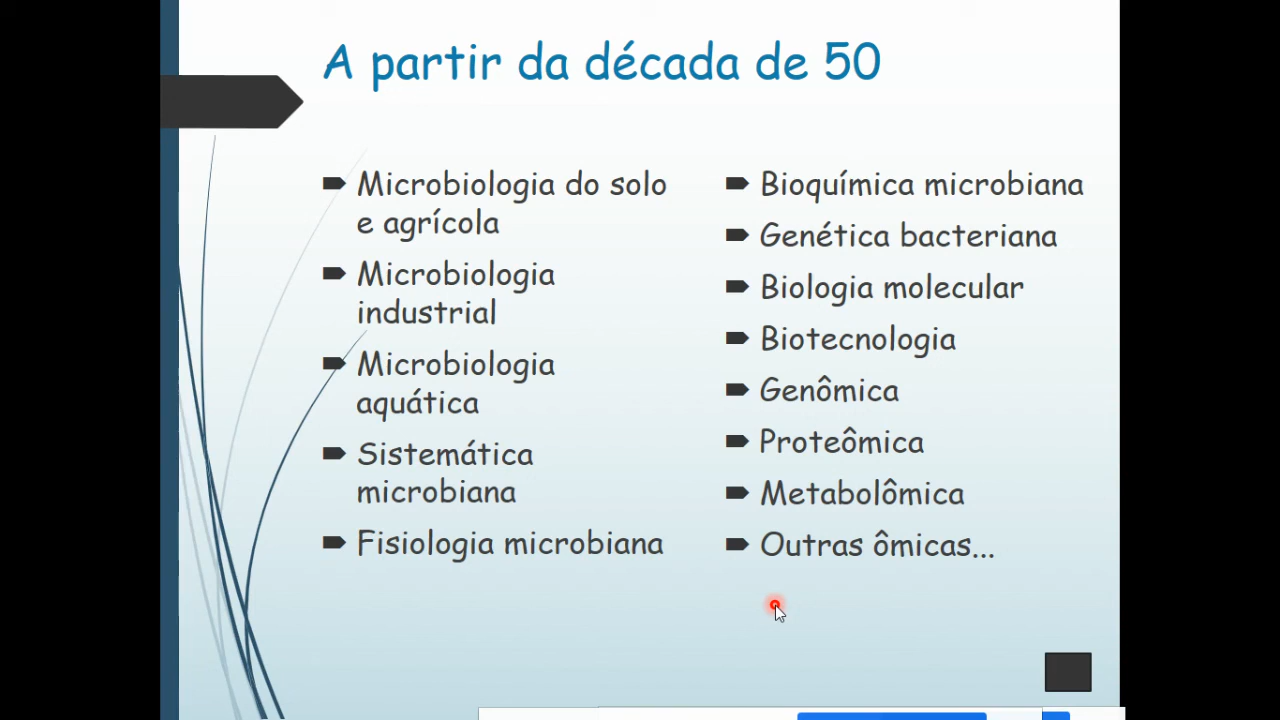 A partir da década de 50
Microbiologia do solo
e agrícola
Microbiologia
industrial
Microbiologia
aquática
Sistemática
microbiana
Fisiologia microbiana
Bioquímica microbiana
Genética bacteriana
Biologia molecular
Biotecnologia
Genômica
Proteômica
Metabolômica
Outras ômicas...